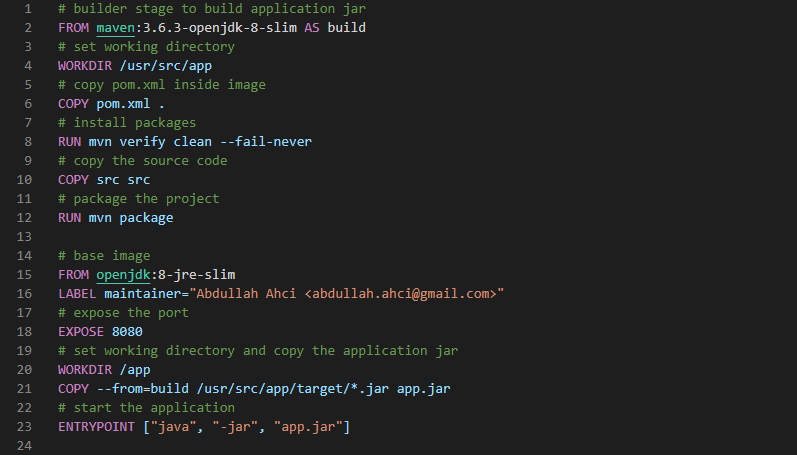 1 # builder stage to build application jar
2 FROM maven:3.6.3-openjdk-8-slim AS build
3 # set working directory
4 WORKDIR /usr/src/app
5 # copy pom.xml inside image
6 COPY pom.xml .
7 # install packages
8 RUN mvn verify clean --fail-never
9 # copy the source code
10 COPY src src
11 # package the project
12 RUN mvn package
13
14 # base image
15 FROM openjdk:8-jre-slim
16 LABEL maintainer="Abdullah Ahci <abdullah.ahci@gmail.com>"
17 # expose the port
18 EXPOSE 8080
19 # set working directory and copy the application jar
20 WORKDIR /app
21 COPY --from=build /usr/src/app/target/*.jar app.jar
22 # start the application
23 ENTRYPOINT ["java", "-jar", "app.jar"]
24